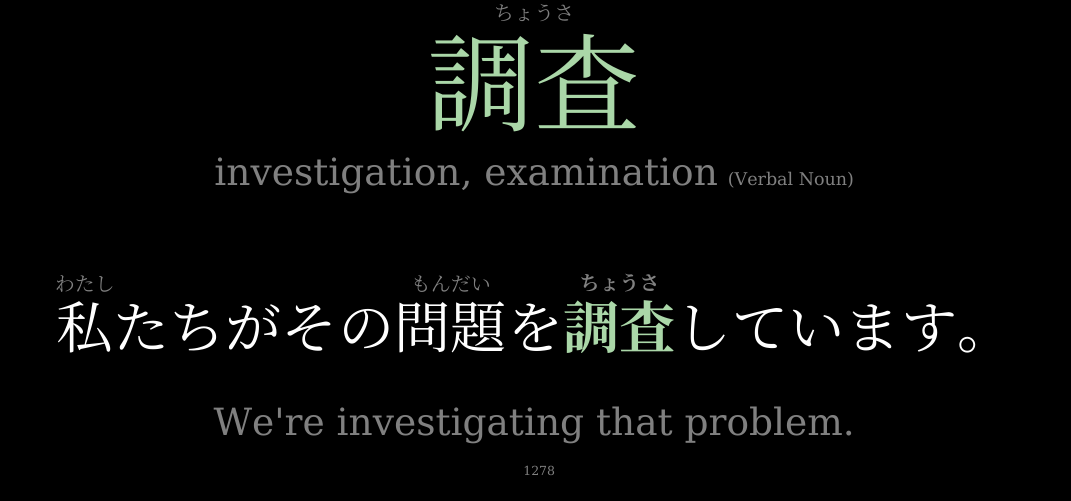 ちょうさ
調査
investigation, examination (Verbal Noun)
わたし もんだい ちょうさ
私たちがその問題を調査しています。
We're investigating that problem.
1278